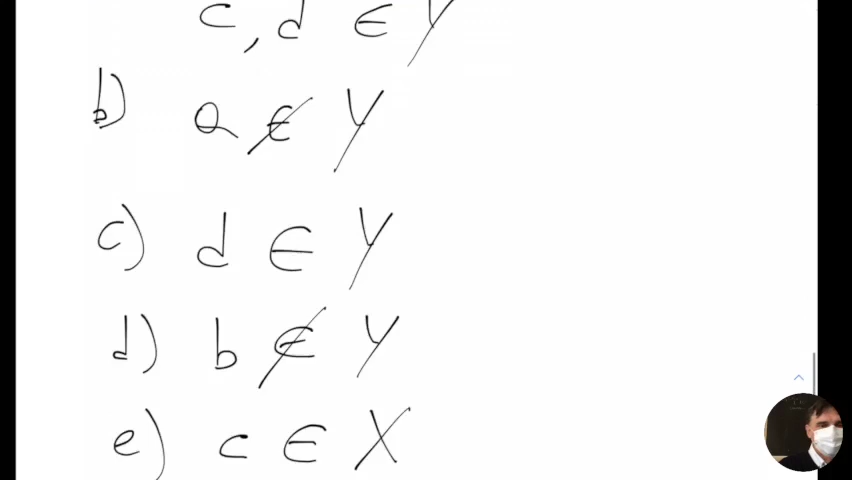 c, d ∈ Y
b) a ∉ Y
c) d ∈ Y
d) b ∉ Y
e) c ∈ X